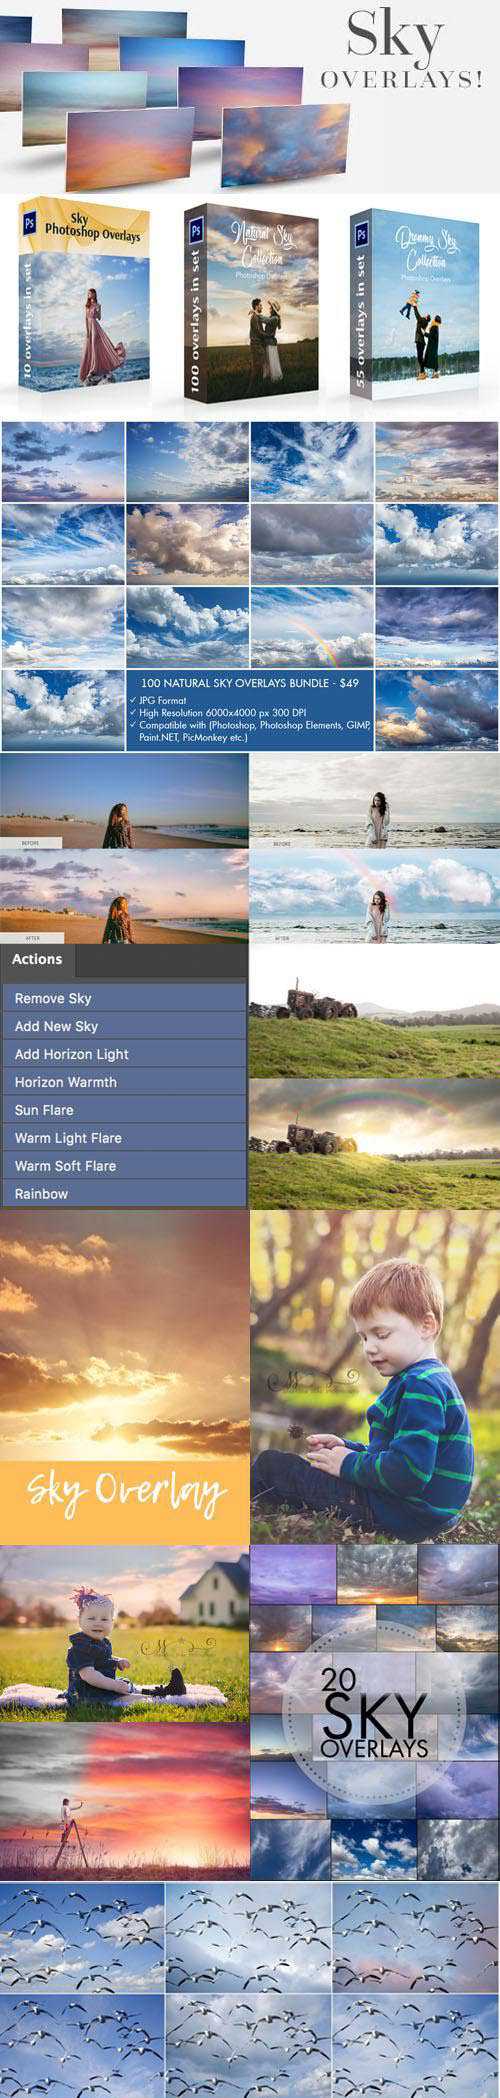 Sky
OVERLAYS!
Ps
Sky
Photoshop Overlays
10 overlays in set
Ps
Natural Sky
Collection
Photoshop Overlays
100 overlays in set
Ps
Dreamy Sky
Collection
Photoshop Overlays
55 overlays in set
100 NATURAL SKY OVERLAYS BUNDLE - $49
✓ JPG Format
✓ High Resolution 6000x4000 px 300 DPI
✓ Compatible with (Photoshop, Photoshop Elements, GIMP,
Paint.NET, PicMonkey etc.)
BEFORE
BEFORE
AFTER
AFTER
Actions
Remove Sky
Add New Sky
Add Horizon Light
Horizon Warmth
Sun Flare
Warm Light Flare
Warm Soft Flare
Rainbow
Sky Overlay
20
SKY
OVERLAYS